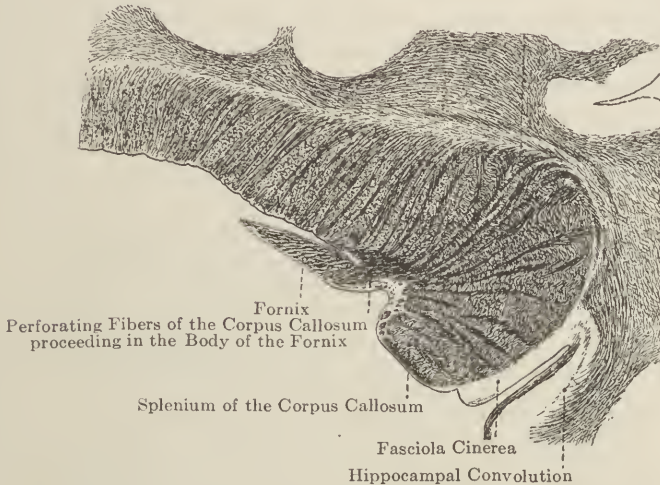 Fornix
Perforating Fibers of the Corpus Callosum
proceeding in the Body of the Fornix
Splenium of the Corpus Callosum
Fasciola Cinerea
Hippocampal Convolution